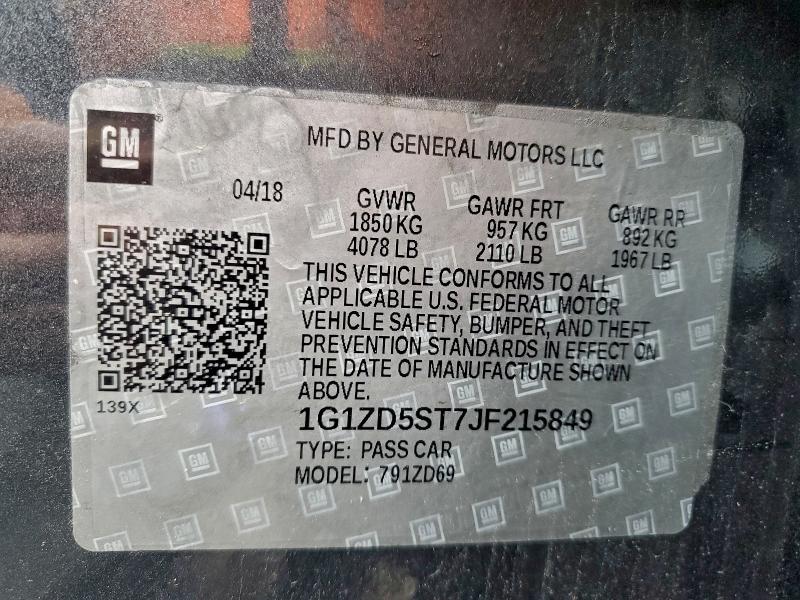 GM
MFD BY GENERAL MOTORS LLC
04/18
GVWR
1850 KG
4078 LB
GAWR FRT
957 KG
2110 LB
GAWR RR
892 KG
1967 LB
THIS VEHICLE CONFORMS TO ALL
APPLICABLE U.S. FEDERAL MOTOR
VEHICLE SAFETY, BUMPER, AND THEFT
PREVENTION STANDARDS IN EFFECT ON
THE DATE OF MANUFACTURE SHOWN
ABOVE.
139X
1G1ZD5ST7JF215849
TYPE: PASS CAR
MODEL: 791ZD69